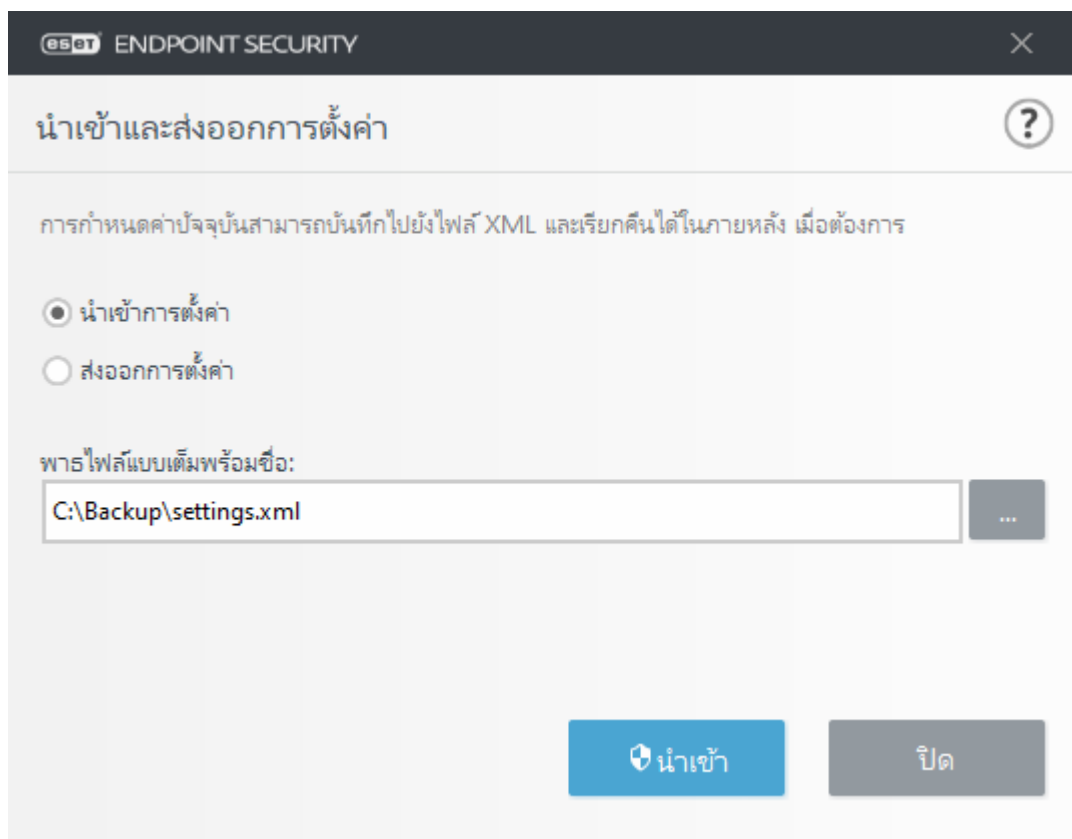 eset ENDPOINT SECURITY
นำเข้าและส่งออกการตั้งค่า
?
การกำหนดค่าปัจจุบันสามารถบันทึกไปยังไฟล์ XML และเรียกคืนได้ในภายหลัง เมื่อต้องการ
นำเข้าการตั้งค่า
ส่งออกการตั้งค่า
พาธไฟล์แบบเต็มพร้อมชื่อ:
C:\Backup\settings.xml
...
นำเข้า
ปิด